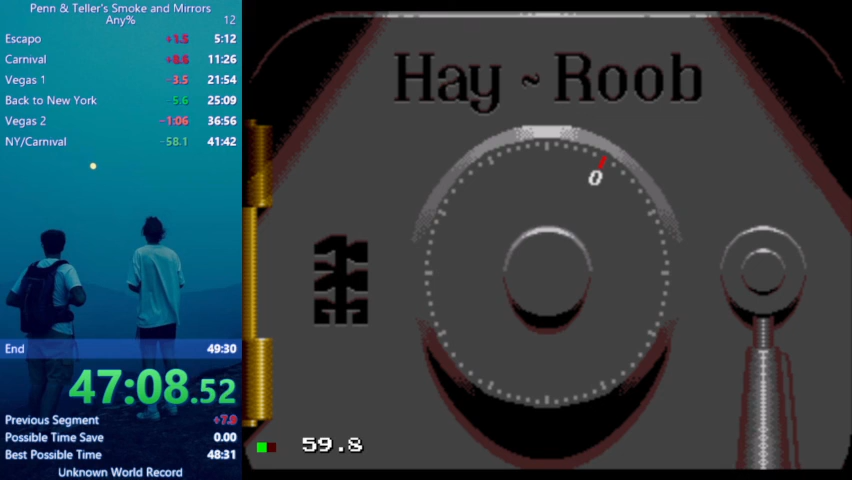 Penn & Teller's Smoke and Mirrors
Any%
12
Escapo +1.5 5:12
Carnival +8.6 11:26
Vegas 1 −3.5 21:54
Back to New York −5.6 25:09
Vegas 2 −1:06 36:56
NY/Carnival −58.1 41:42
End 49:30
47:08.52
Previous Segment +7.9
Possible Time Save 0.00
Best Possible Time 48:31
Unknown World Record
Hay ~ Roob
0
59.8